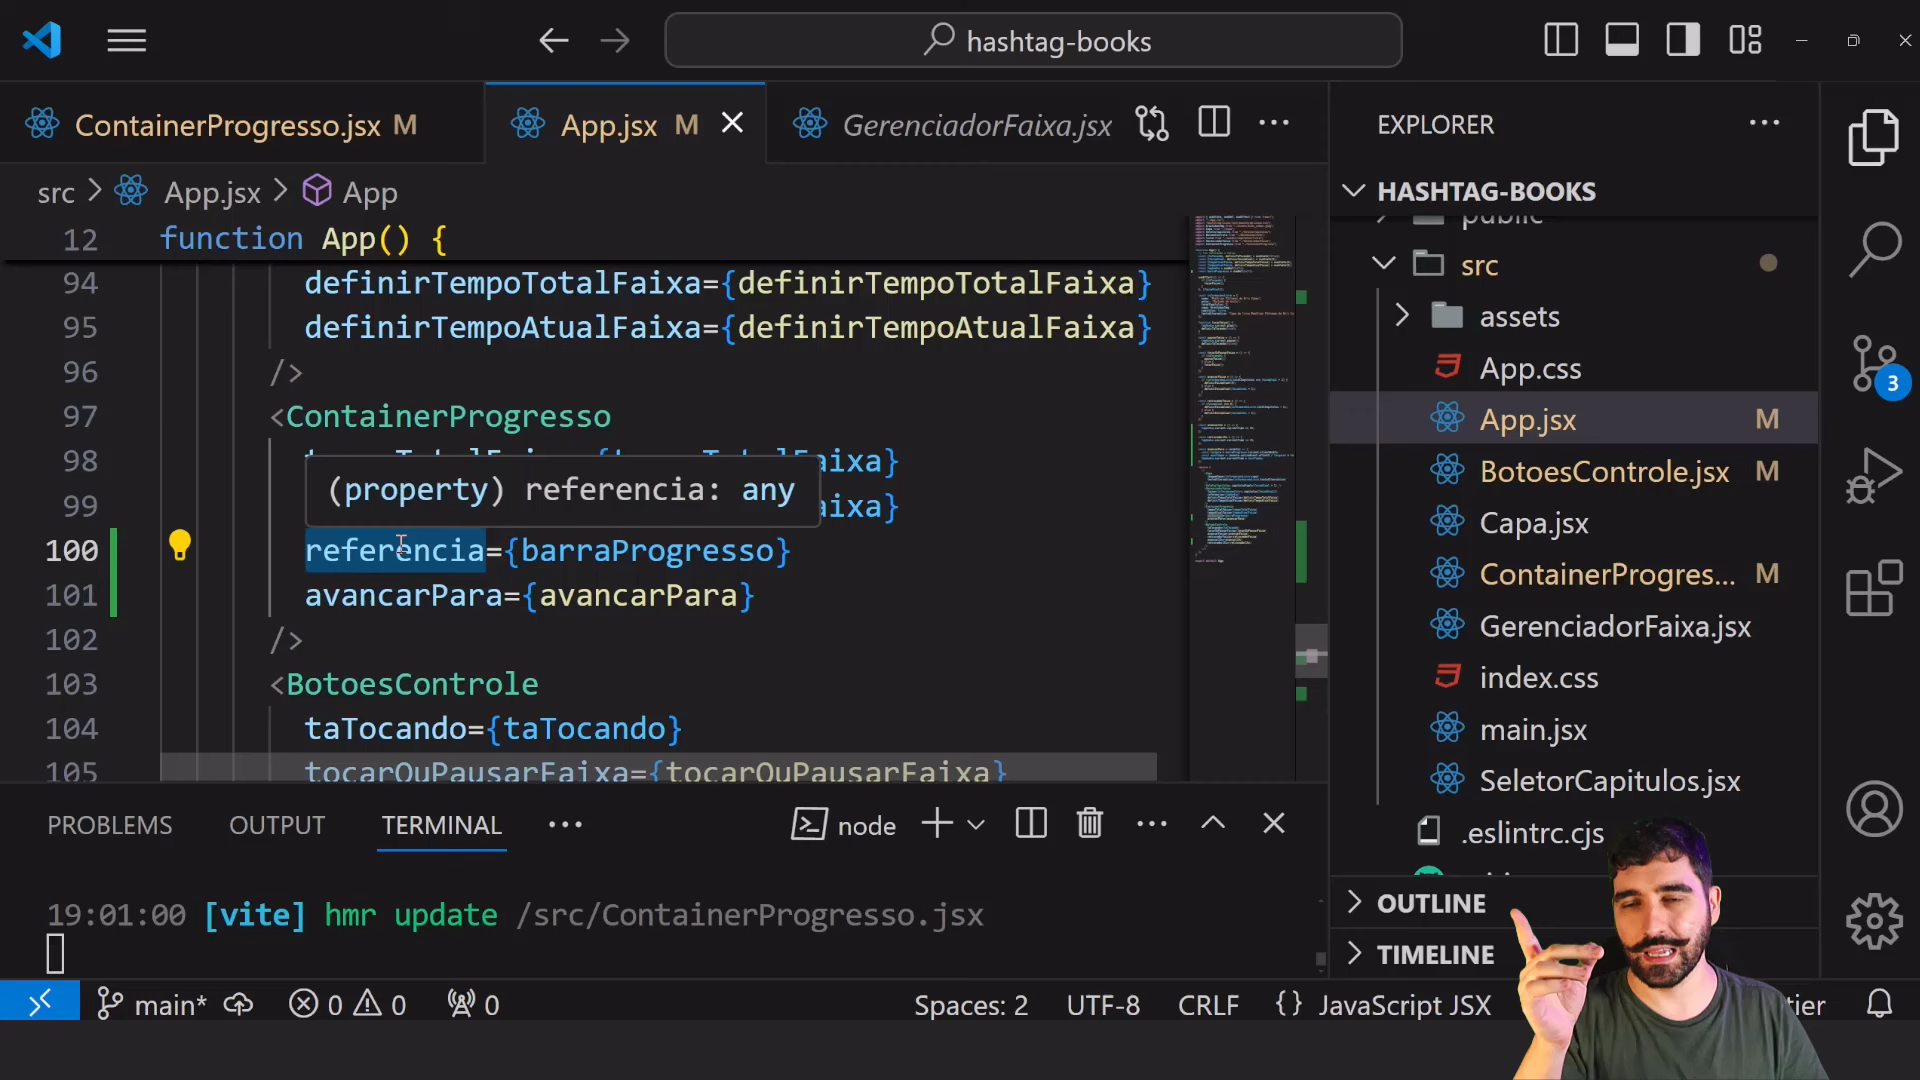 hashtag-books
ContainerProgresso.jsx M
App.jsx M
GerenciadorFaixa.jsx
src > App.jsx > App
12 function App() {
94 definirTempoTotalFaixa={definirTempoTotalFaixa}
95 definirTempoAtualFaixa={definirTempoAtualFaixa}
96 />
97 <ContainerProgresso
98 aixa}
(property) referencia: any
99 aixa}
100 referencia={barraProgresso}
101 avancarPara={avancarPara}
102 />
103 <BotoesControle
104 taTocando={taTocando}
105 tocarOuPausarFaixa={tocarOuPausarFaixa}
PROBLEMS
OUTPUT
TERMINAL
node
19:01:00 [vite] hmr update /src/ContainerProgresso.jsx
EXPLORER
HASHTAG-BOOKS
public
src
assets
App.css
App.jsx M
BotoesControle.jsx M
Capa.jsx
ContainerProgres... M
GerenciadorFaixa.jsx
index.css
main.jsx
SeletorCapitulos.jsx
.eslintrc.cjs
OUTLINE
TIMELINE
3
main*
0
0
0
Spaces: 2
UTF-8
CRLF
{} JavaScript JSX
tier